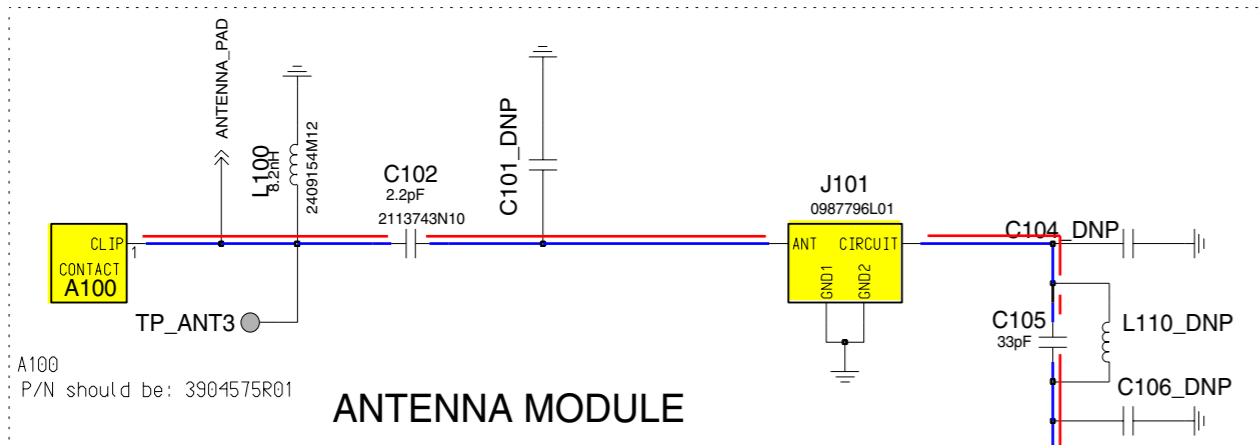 ANTENNA_PAD
L100
8.2nH
2409154M12
C102
2.2pF
2113743N10
C101_DNP
J101
0987796L01
CLIP
1
CONTACT
A100
ANT CIRCUIT
GND1
GND2
C104_DNP
TP_ANT3
C105
33pF
L110_DNP
A100
P/N should be: 3904575R01
C106_DNP
ANTENNA MODULE